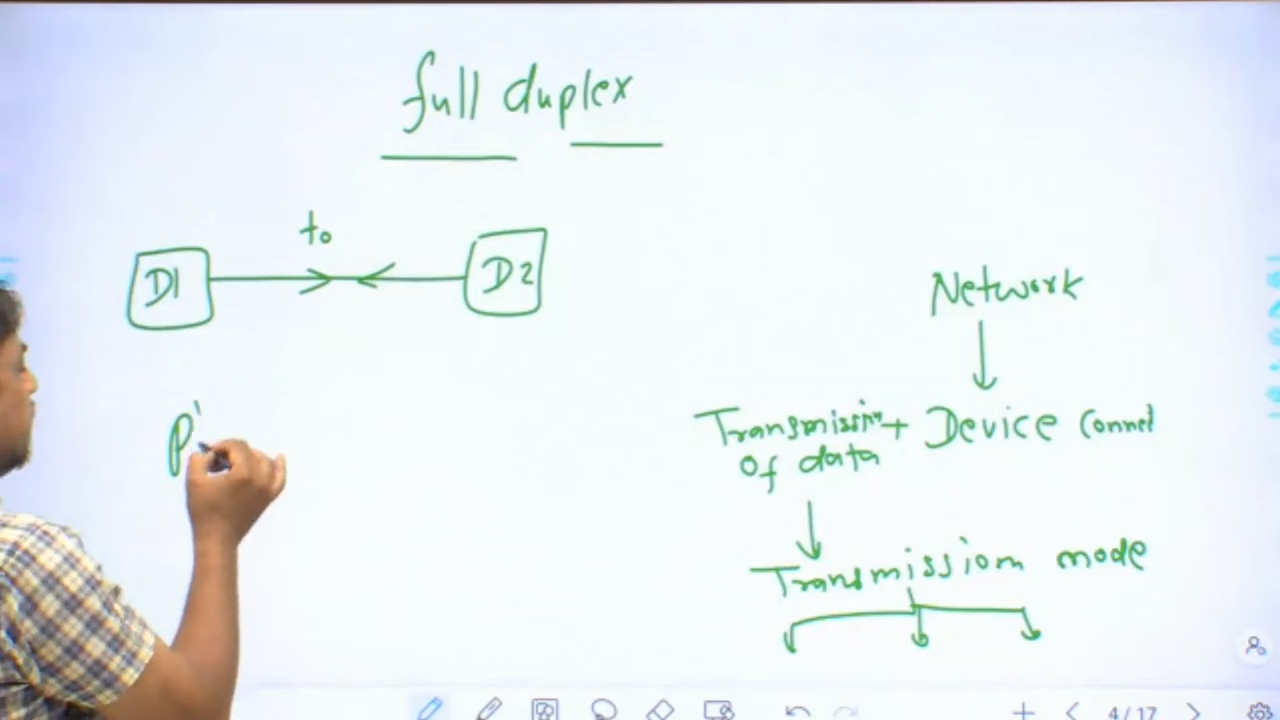 full duplex
to
D1
D2
Network
Transmission + Device Connect
of data
Transmission mode
P
4/17